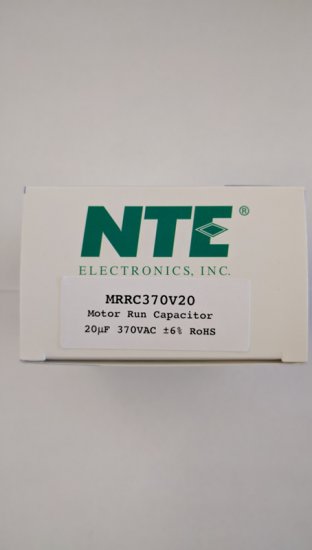 NTE®
ELECTRONICS, INC.
MRRC370V20
Motor Run Capacitor
20µF 370VAC ±6% RoHS